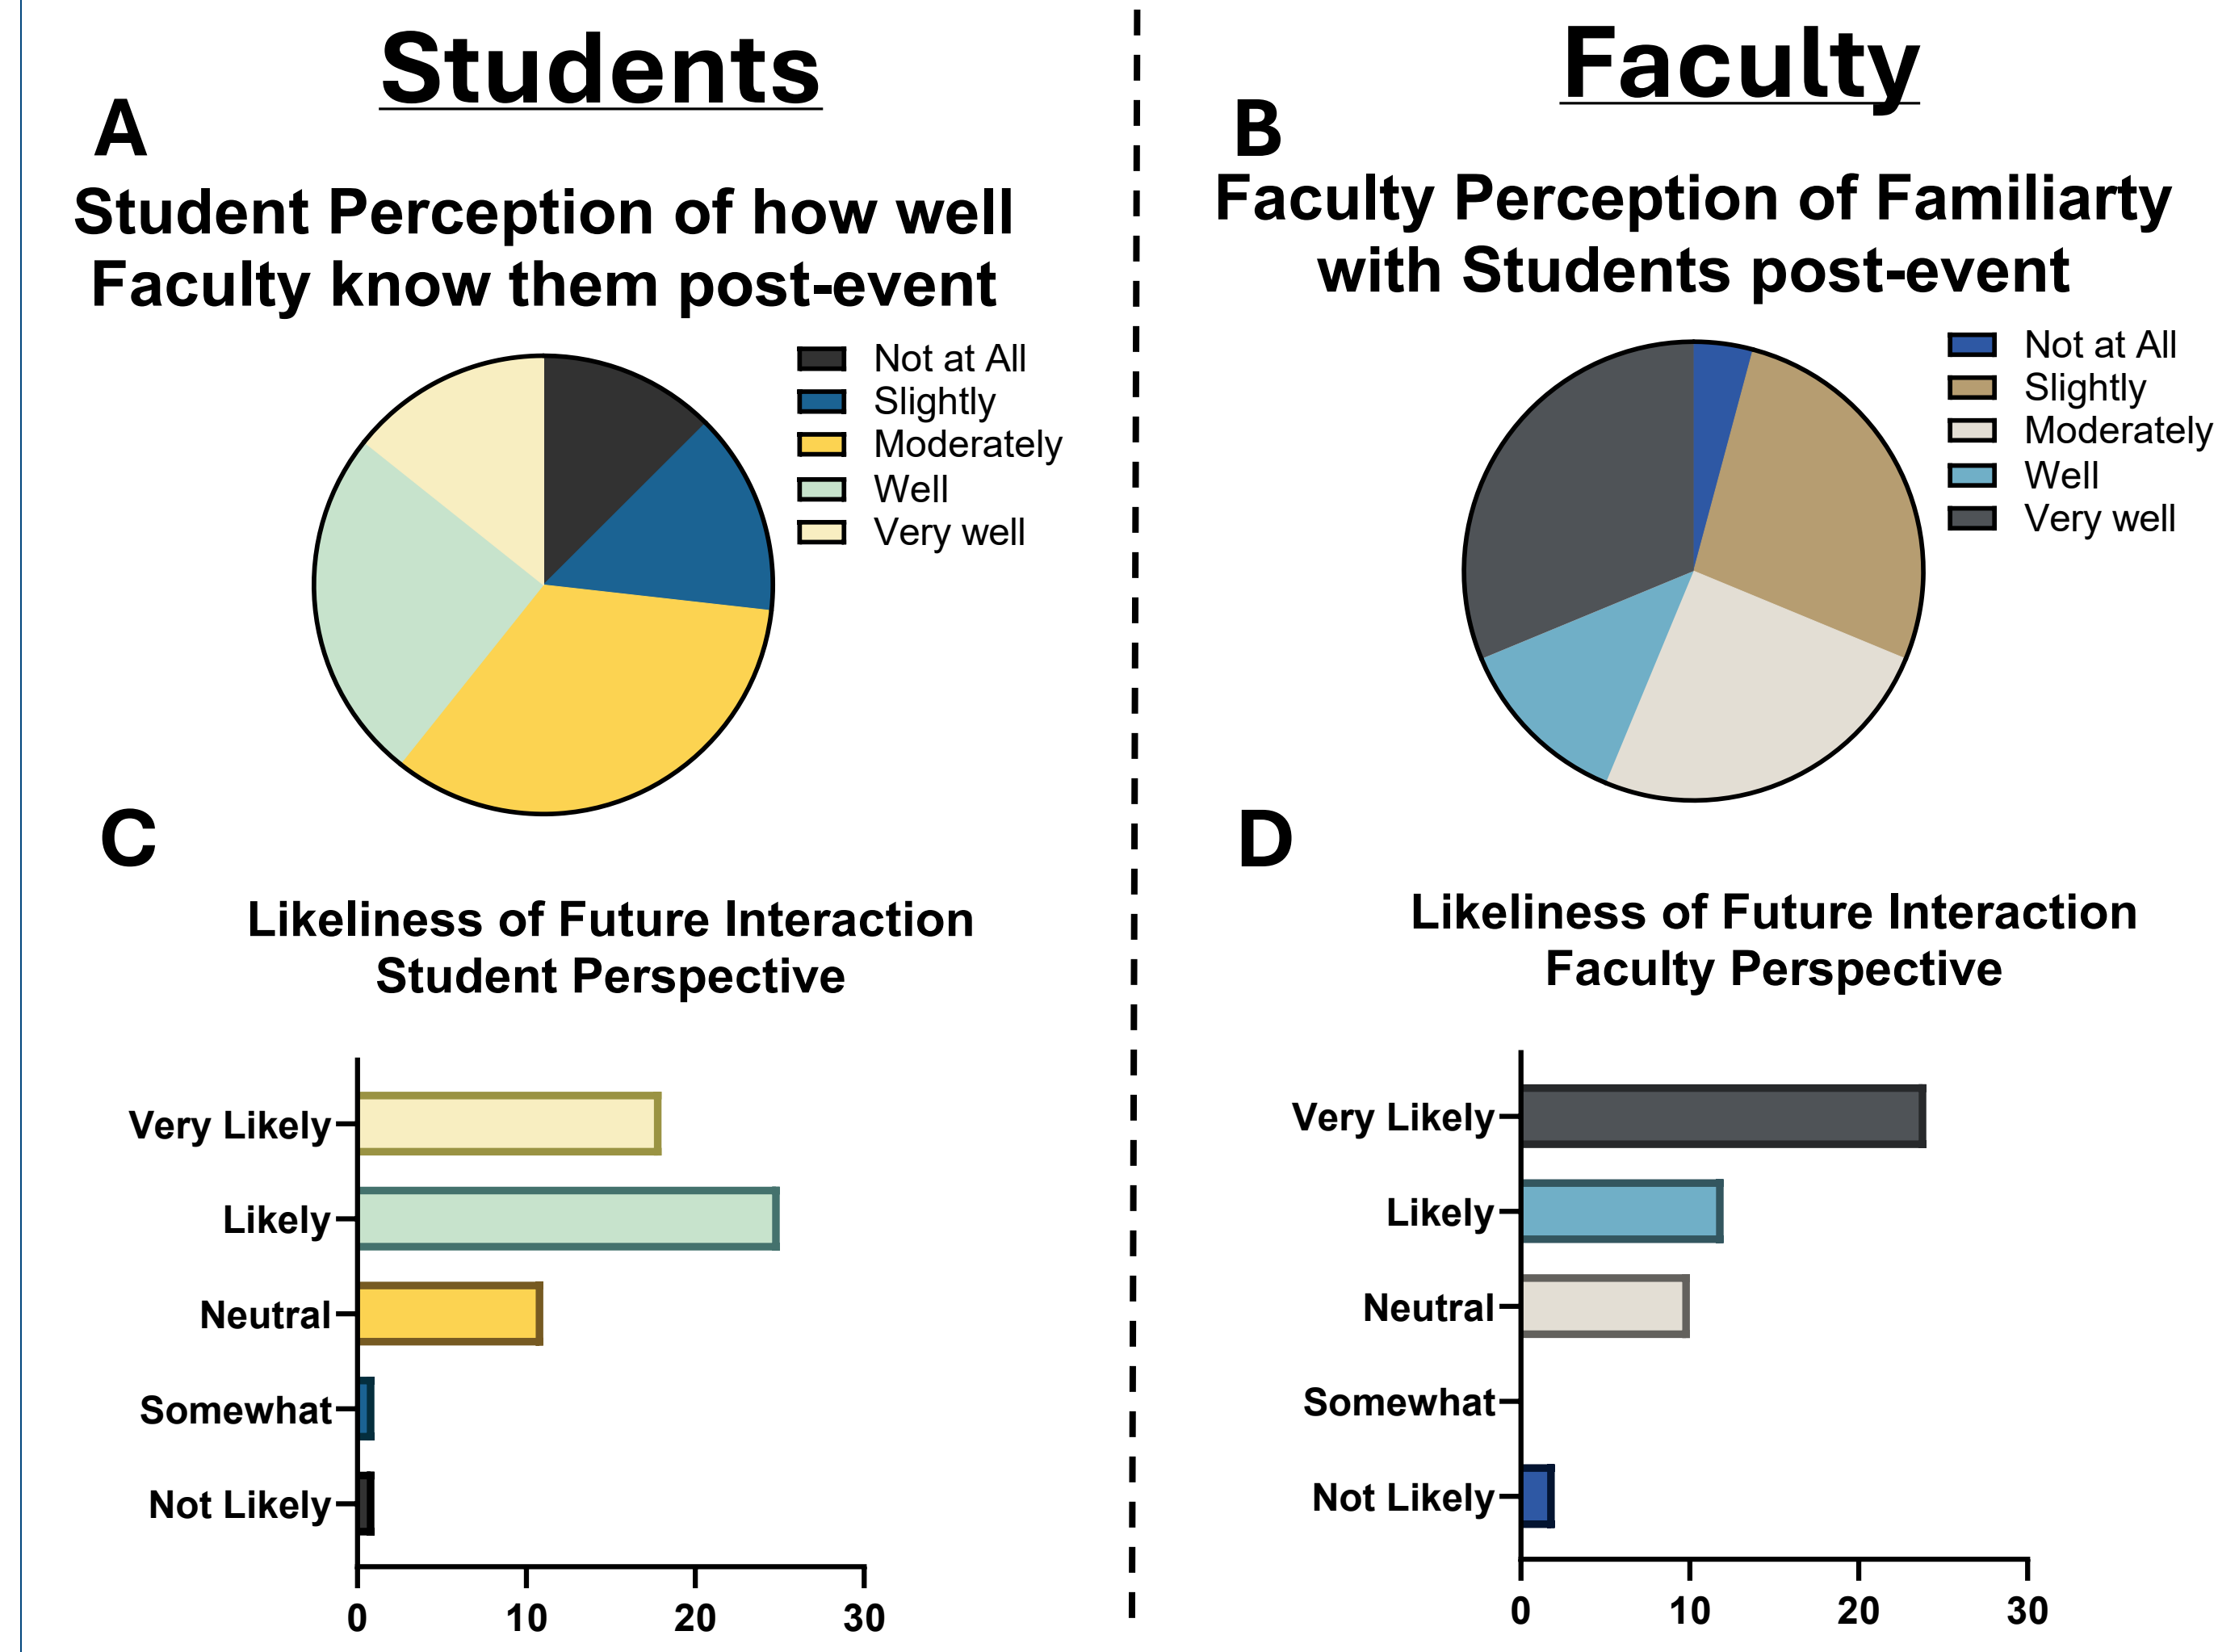 Students
A
Student Perception of how well
Faculty know them post-event
Not at All
Slightly
Moderately
Well
Very well
Faculty
B
Faculty Perception of Familiarty
with Students post-event
Not at All
Slightly
Moderately
Well
Very well
C
Likeliness of Future Interaction
Student Perspective
Very Likely
Likely
Neutral
Somewhat
Not Likely
0 10 20 30
D
Likeliness of Future Interaction
Faculty Perspective
Very Likely
Likely
Neutral
Somewhat
Not Likely
0 10 20 30